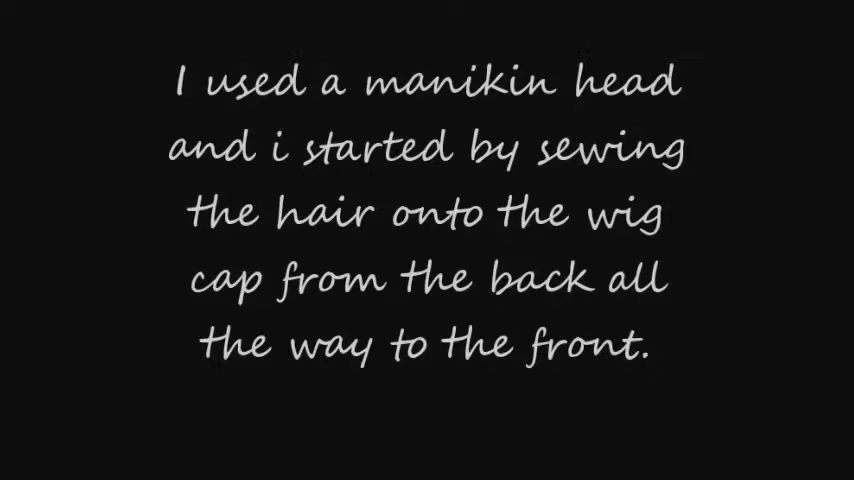 I used a manikin head
and i started by sewing
the hair onto the wig
cap from the back all
the way to the front.